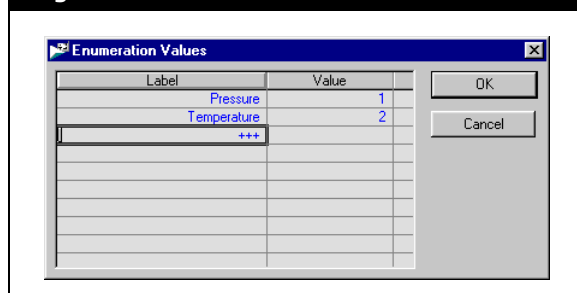 Enumeration Values
Label Value
Pressure 1
Temperature 2
+++
OK
Cancel